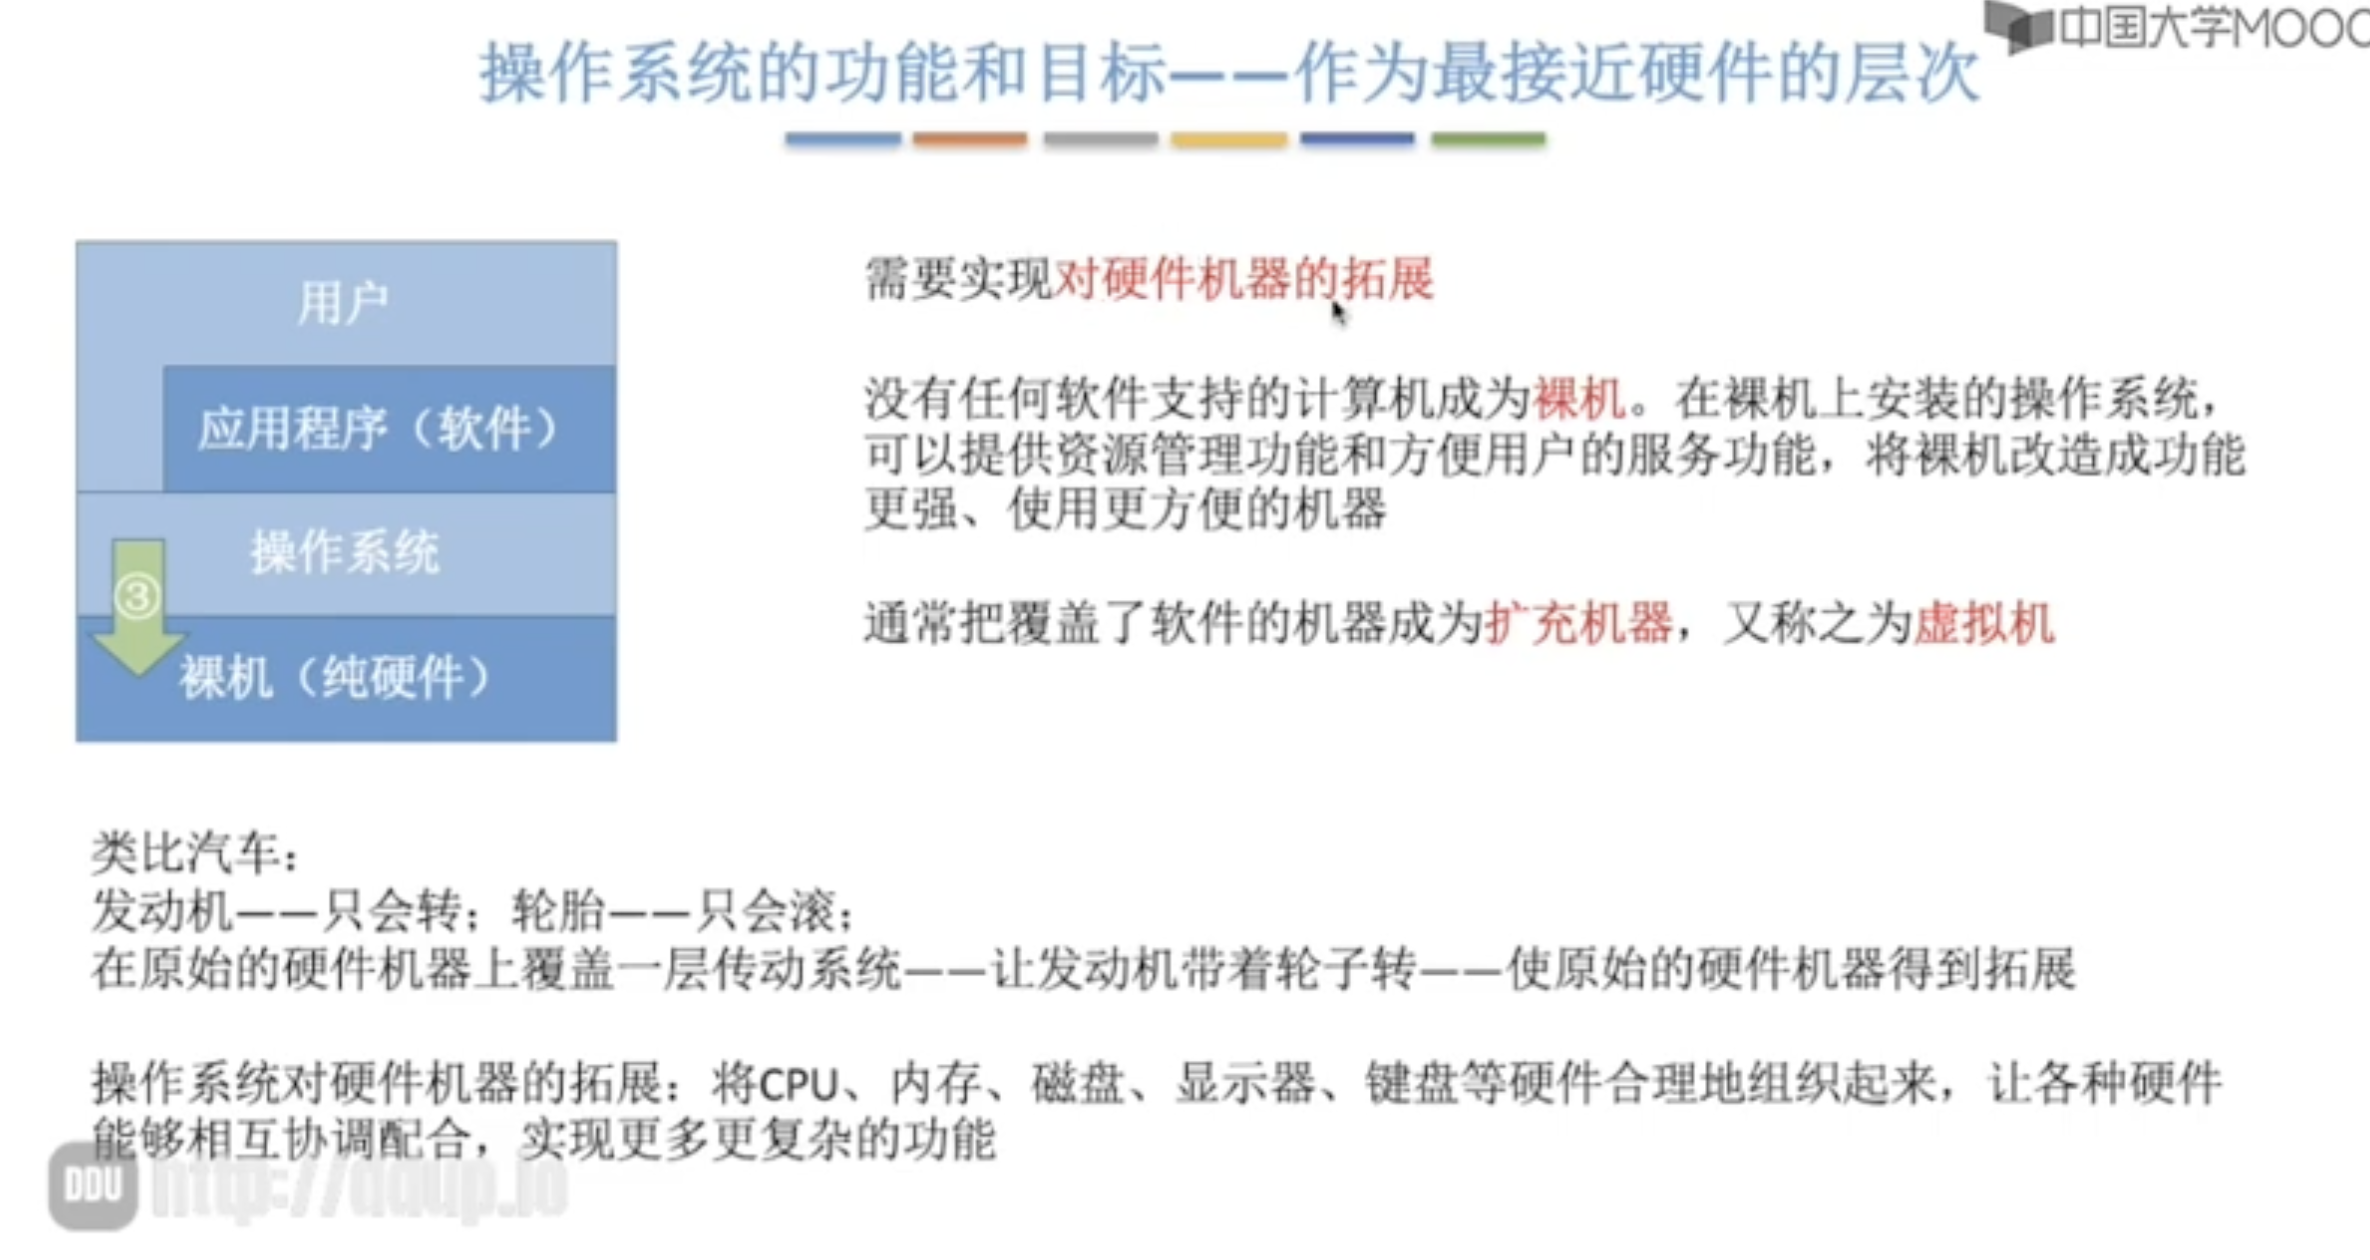 中国大学MOOC
操作系统的功能和目标——作为最接近硬件的层次
用户
应用程序（软件）
操作系统
③
裸机（纯硬件）
需要实现对硬件机器的拓展
没有任何软件支持的计算机成为裸机。在裸机上安装的操作系统，
可以提供资源管理功能和方便用户的服务功能，将裸机改造成功能
更强、使用更方便的机器
通常把覆盖了软件的机器成为扩充机器，又称之为虚拟机
类比汽车：
发动机——只会转；轮胎——只会滚；
在原始的硬件机器上覆盖一层传动系统——让发动机带着轮子转——使原始的硬件机器得到拓展
操作系统对硬件机器的拓展：将CPU、内存、磁盘、显示器、键盘等硬件合理地组织起来，让各种硬件
能够相互协调配合，实现更多更复杂的功能
DDU http://ddup.io